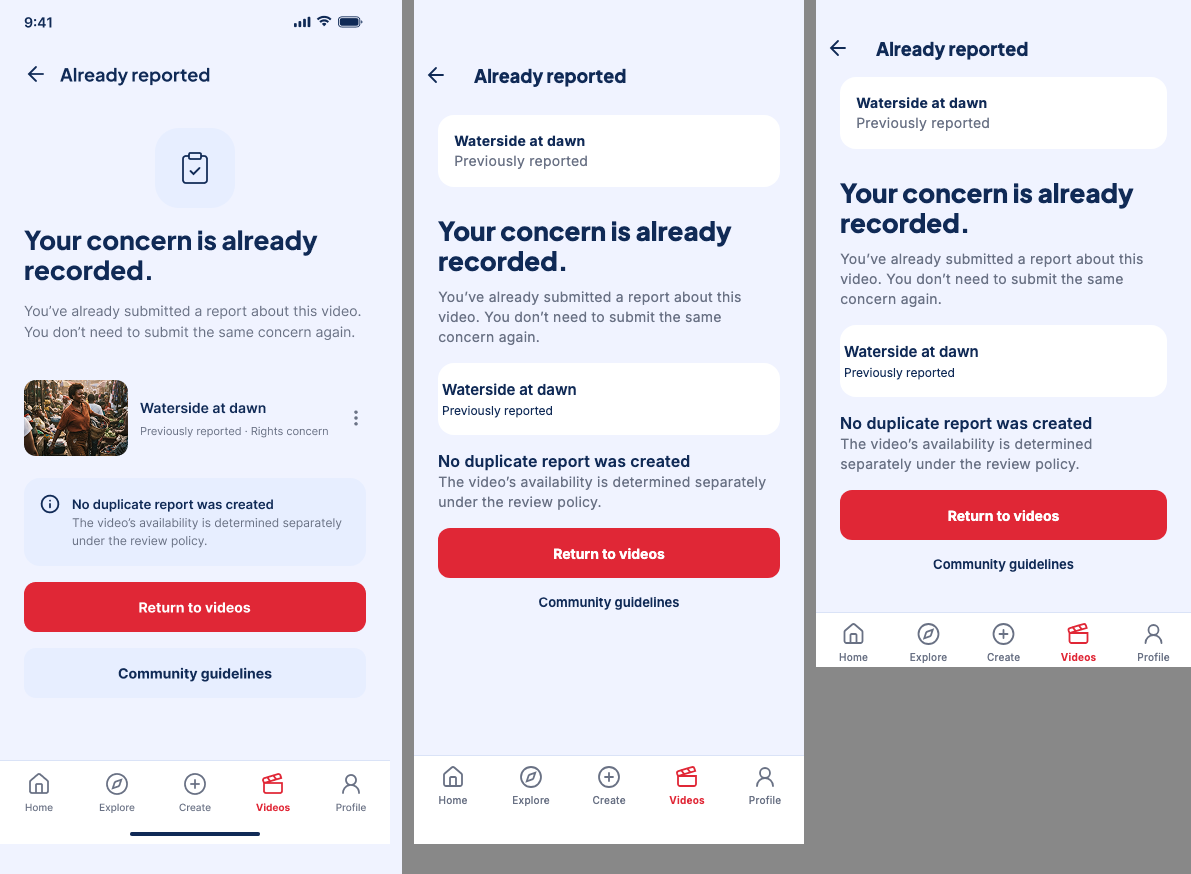 9:41
Already reported
Your concern is already
recorded.
You’ve already submitted a report about this video.
You don’t need to submit the same concern again.
Waterside at dawn
Previously reported · Rights concern
No duplicate report was created
The video’s availability is determined separately
under the review policy.
Return to videos
Community guidelines
Home
Explore
Create
Videos
Profile
Already reported
Waterside at dawn
Previously reported
Your concern is already
recorded.
You’ve already submitted a report about this
video. You don’t need to submit the same
concern again.
Waterside at dawn
Previously reported
No duplicate report was created
The video’s availability is determined separately
under the review policy.
Return to videos
Community guidelines
Home
Explore
Create
Videos
Profile
Already reported
Waterside at dawn
Previously reported
Your concern is already
recorded.
You’ve already submitted a report about this
video. You don’t need to submit the same
concern again.
Waterside at dawn
Previously reported
No duplicate report was created
The video’s availability is determined
separately under the review policy.
Return to videos
Community guidelines
Home
Explore
Create
Videos
Profile